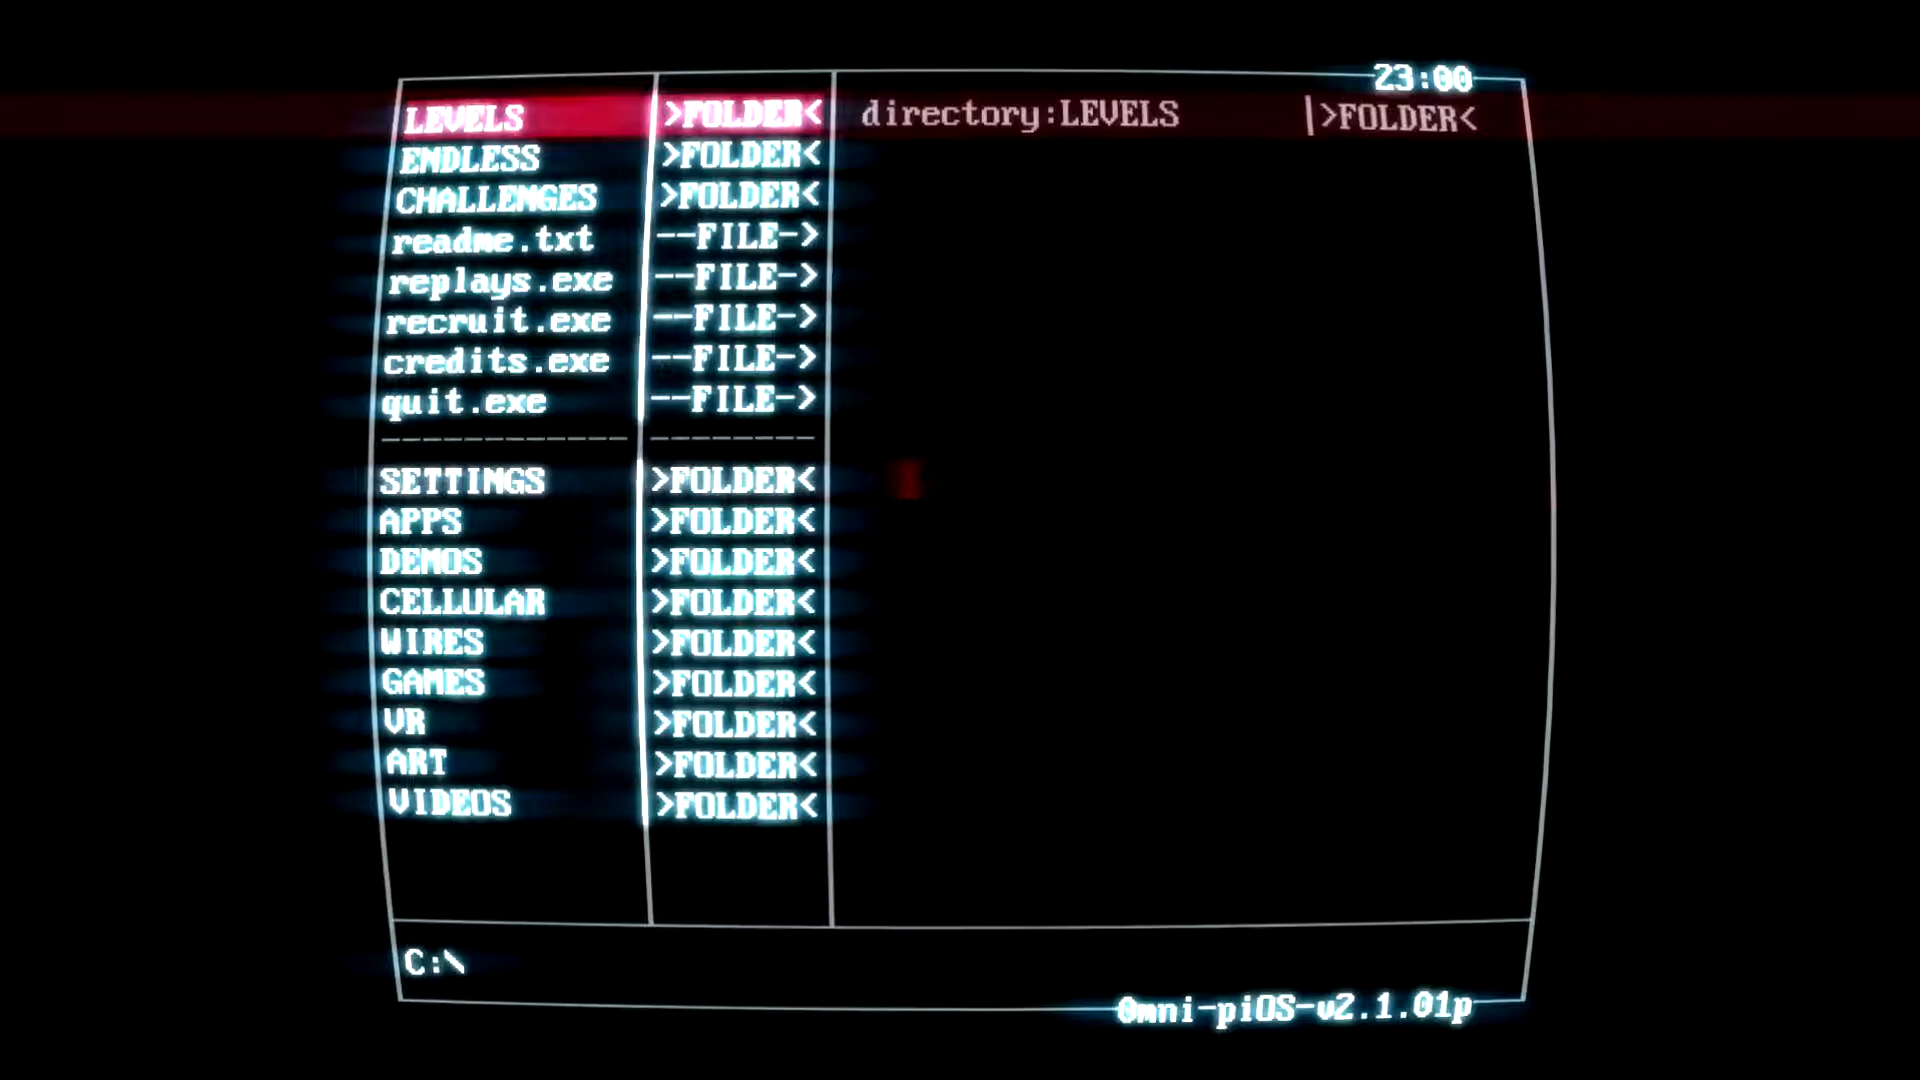 23:00
LEVELS >FOLDER< directory:LEVELS |>FOLDER<
ENDLESS >FOLDER<
CHALLENGES >FOLDER<
readme.txt --FILE->
replays.exe --FILE->
recruit.exe --FILE->
credits.exe --FILE->
quit.exe --FILE->
SETTINGS >FOLDER<
APPS >FOLDER<
DEMOS >FOLDER<
CELLULAR >FOLDER<
WIRES >FOLDER<
GAMES >FOLDER<
VR >FOLDER<
ART >FOLDER<
VIDEOS >FOLDER<
C:\
0mni-piOS-v2.1.01p